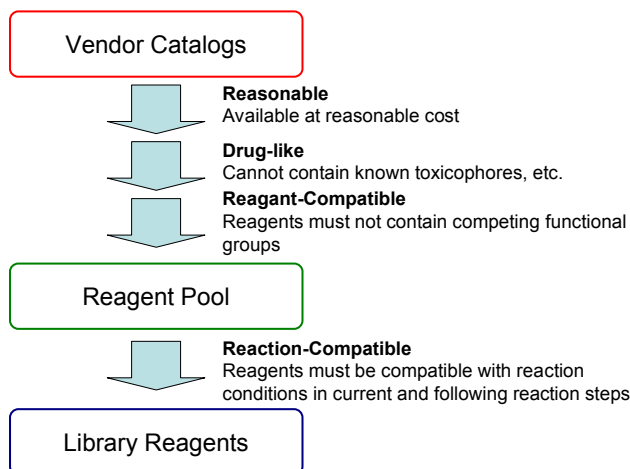 Vendor Catalogs
Reasonable
Available at reasonable cost
Drug-like
Cannot contain known toxicophores, etc.
Reagant-Compatible
Reagents must not contain competing functional
groups
Reagent Pool
Reaction-Compatible
Reagents must be compatible with reaction
conditions in current and following reaction steps
Library Reagents